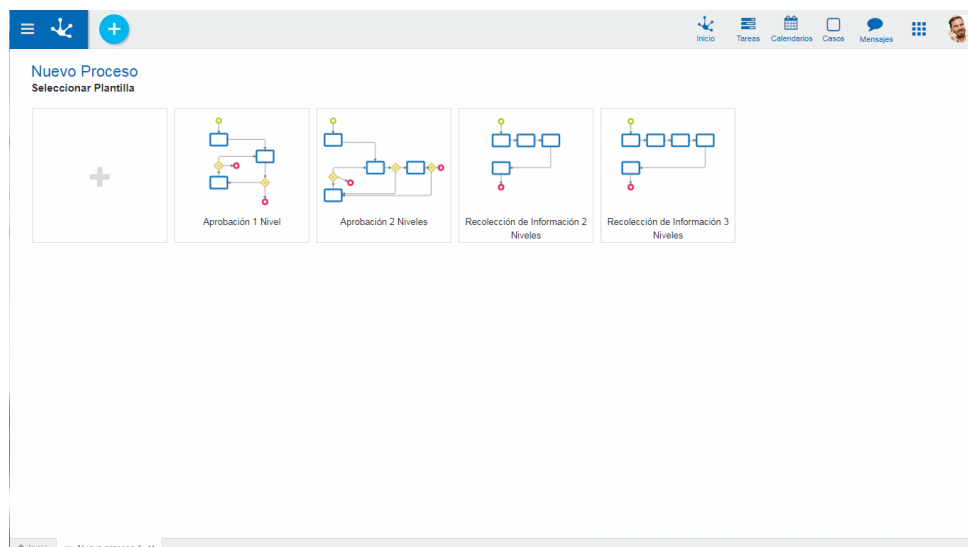 Inicio
Tareas
Calendarios
Casos
Mensajes
Nuevo Proceso
Seleccionar Plantilla
Aprobación 1 Nivel
Aprobación 2 Niveles
Recolección de Información 2
Niveles
Recolección de Información 3
Niveles